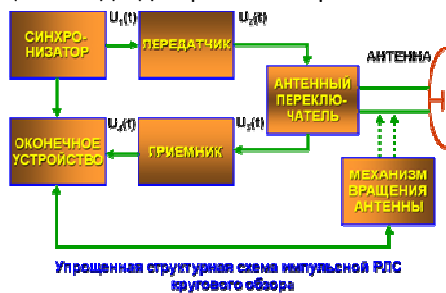 U₁(t)
U₂(t)
СИНХРО-
НИЗАТОР
ПЕРЕДАТЧИК
АНТЕННА
АНТЕННЫЙ
ПЕРЕКЛЮ-
ЧАТЕЛЬ
U₃(t)
ОКОНЕЧНОЕ
УСТРОЙСТВО
ПРИЕМНИК
МЕХАНИЗМ
ВРАЩЕНИЯ
АНТЕННЫ
Упрощенная структурная схема импульсной РЛС
кругового обзора